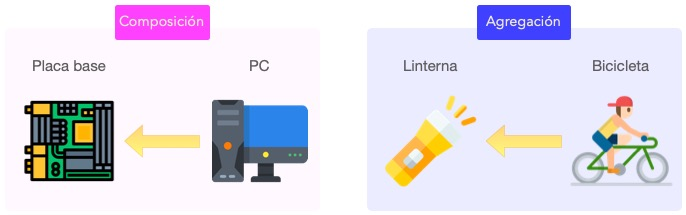 Composición
Agregación
Placa base
PC
Linterna
Bicicleta